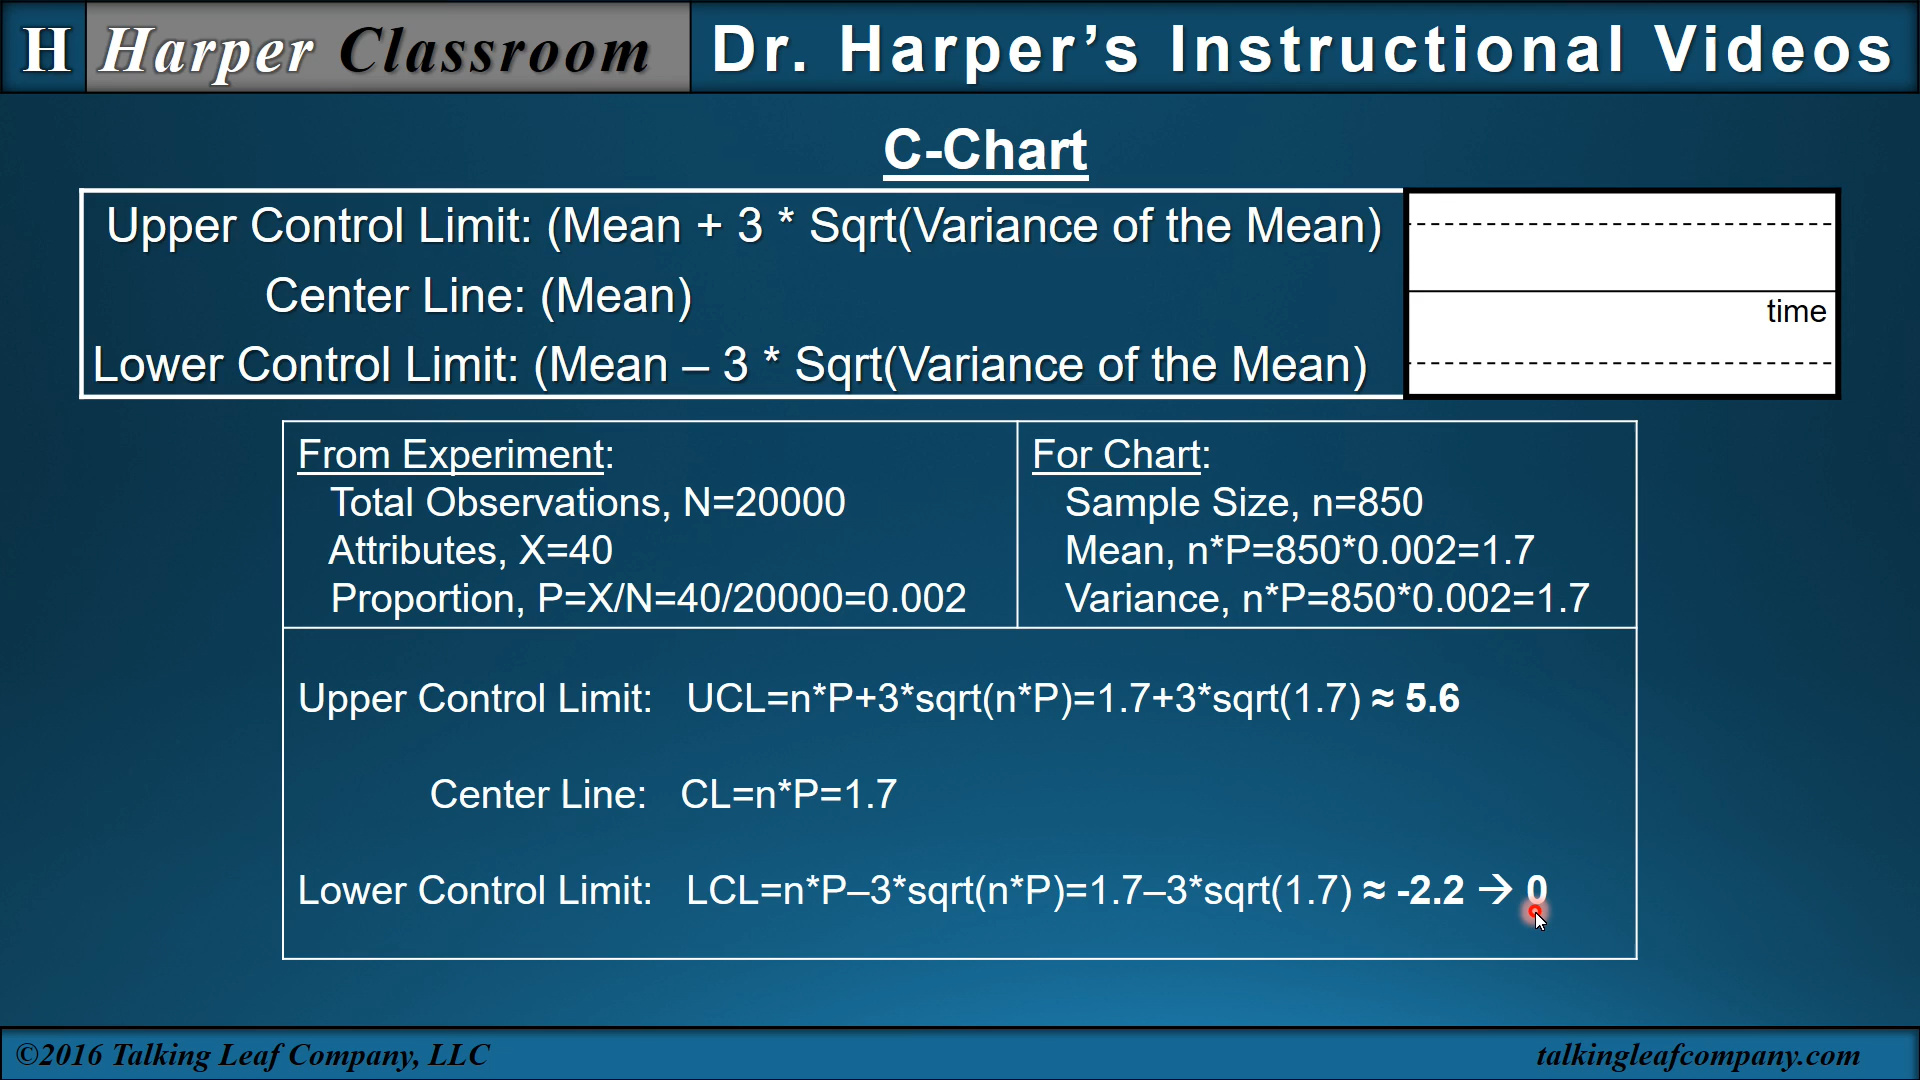 H Harper Classroom Dr. Harper’s Instructional Videos
C-Chart
Upper Control Limit: (Mean + 3 * Sqrt(Variance of the Mean)
Center Line: (Mean)
time
Lower Control Limit: (Mean – 3 * Sqrt(Variance of the Mean)
From Experiment:
Total Observations, N=20000
Attributes, X=40
Proportion, P=X/N=40/20000=0.002
For Chart:
Sample Size, n=850
Mean, n*P=850*0.002=1.7
Variance, n*P=850*0.002=1.7
Upper Control Limit: UCL=n*P+3*sqrt(n*P)=1.7+3*sqrt(1.7) ≈ 5.6
Center Line: CL=n*P=1.7
Lower Control Limit: LCL=n*P–3*sqrt(n*P)=1.7–3*sqrt(1.7) ≈ -2.2 → 0
©2016 Talking Leaf Company, LLC
talkingleafcompany.com